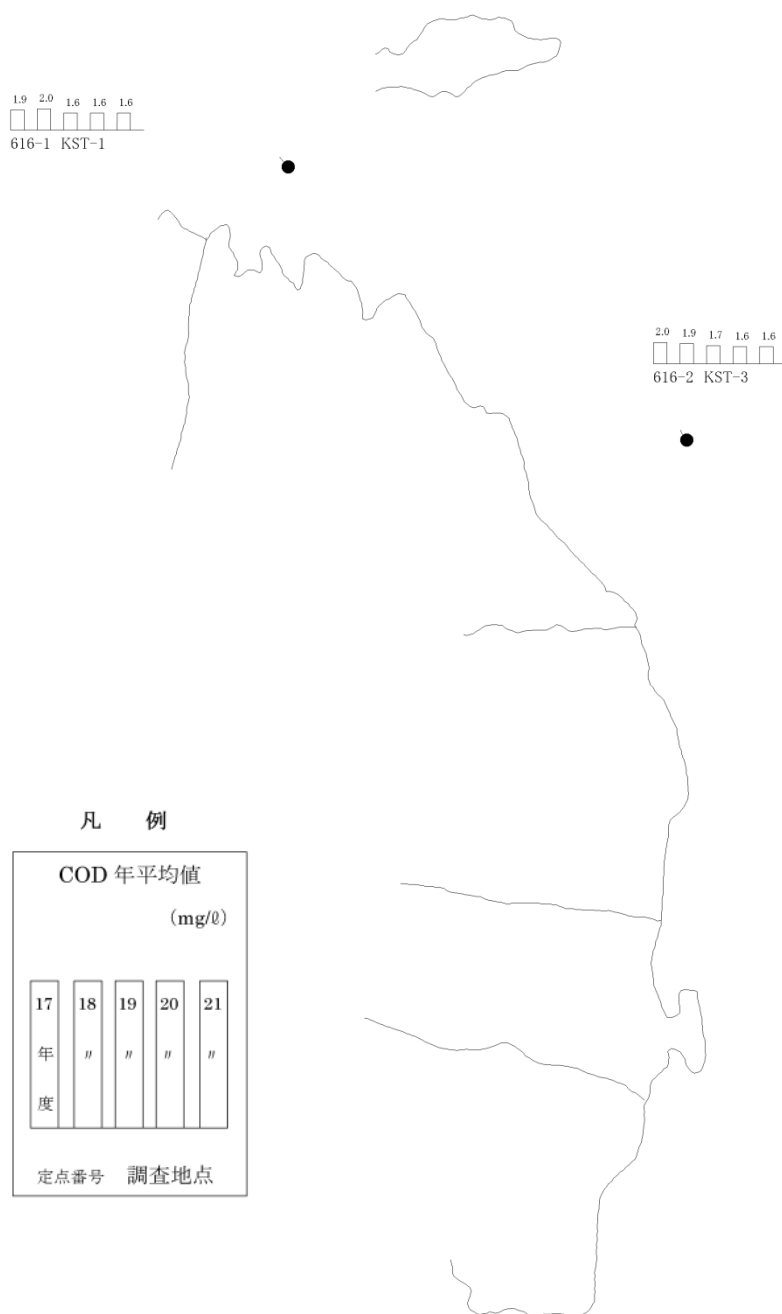 1.9 2.0 1.6 1.6 1.6
616-1 KST-1
2.0 1.9 1.7 1.6 1.6
616-2 KST-3
凡 例
COD 年平均値
(mg/ℓ)
17 18 19 20 21
年 〃 〃 〃 〃
度
定点番号 調査地点